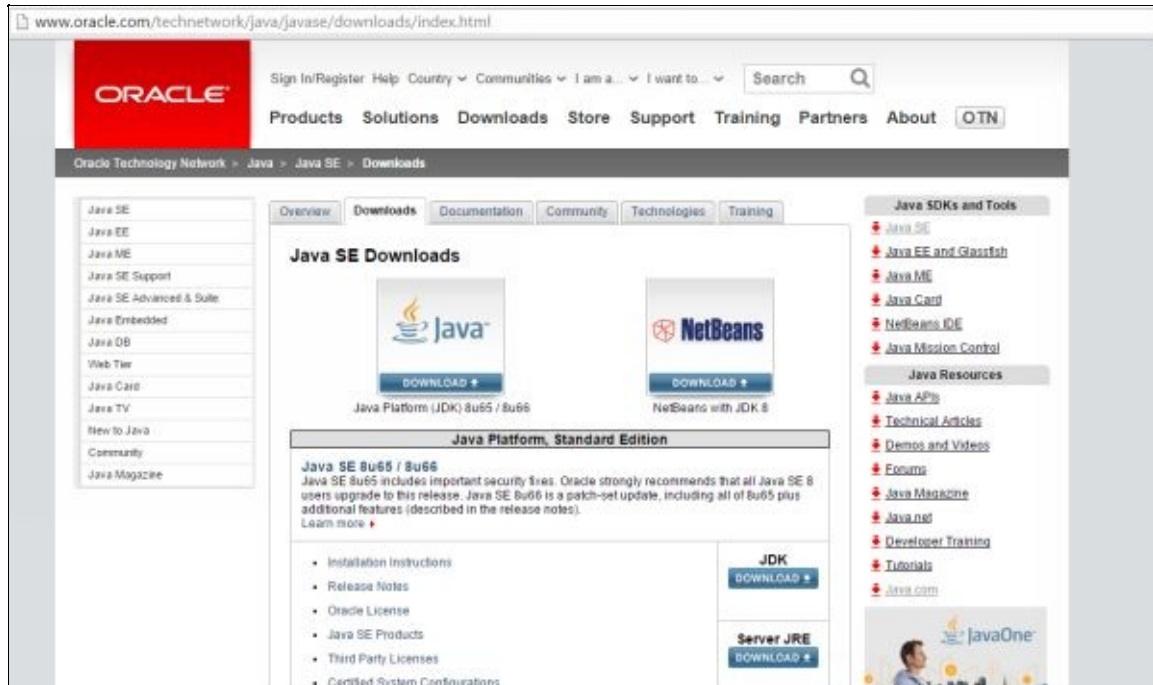 www.oracle.com/technetwork/java/javase/downloads/index.html
ORACLE
Sign In/Register Help Country Communities I am a... I want to... Search
Products Solutions Downloads Store Support Training Partners About OTN
Oracle Technology Network > Java > Java SE > Downloads
Java SE
Java EE
Java ME
Java SE Support
Java SE Advanced & Suite
Java Embedded
Java DB
Web Tier
Java Card
Java TV
New to Java
Community
Java Magazine
Overview Downloads Documentation Community Technologies Training
Java SE Downloads
Java
DOWNLOAD
Java Platform (JDK) 8u65 / 8u66
NetBeans
DOWNLOAD
NetBeans with JDK 8
Java Platform, Standard Edition
Java SE 8u65 / 8u66
Java SE 8u65 includes important security fixes. Oracle strongly recommends that all Java SE 8
users upgrade to this release. Java SE 8u66 is a patch-set update, including all of 8u65 plus
additional features (described in the release notes).
Learn more
• Installation Instructions
• Release Notes
• Oracle License
• Java SE Products
• Third Party Licenses
• Certified System Configurations
JDK
DOWNLOAD
Server JRE
DOWNLOAD
Java SDKs and Tools
Java SE
Java EE and Glassfish
Java ME
Java Card
NetBeans IDE
Java Mission Control
Java Resources
Java APIs
Technical Articles
Demos and Videos
Forums
Java Magazine
Java.net
Developer Training
Tutorials
Java.com
JavaOne